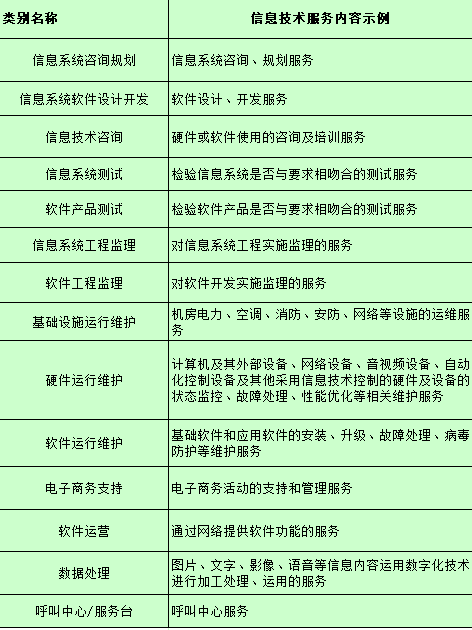 类别名称 信息技术服务内容示例
信息系统咨询规划 信息系统咨询、规划服务
信息系统软件设计开发 软件设计、开发服务
信息技术咨询 硬件或软件使用的咨询及培训服务
信息系统测试 检验信息系统是否与要求相吻合的测试服务
软件产品测试 检验软件产品是否与要求相吻合的测试服务
信息系统工程监理 对信息系统工程实施监理的服务
软件工程监理 对软件开发实施监理的服务
基础设施运行维护 机房电力、空调、消防、安防、网络等设施的运维服
务
硬件运行维护 计算机及其外部设备、网络设备、音视频设备、自动
化控制设备及其他采用信息技术控制的硬件及设备的
状态监控、故障处理、性能优化等相关维护服务
软件运行维护 基础软件和应用软件的安装、升级、故障处理、病毒
防护等维护服务
电子商务支持 电子商务活动的支持和管理服务
软件运营 通过网络提供软件功能的服务
数据处理 图片、文字、影像、语音等信息内容运用数字化技术
进行加工处理、运用的服务
呼叫中心/服务台 呼叫中心服务